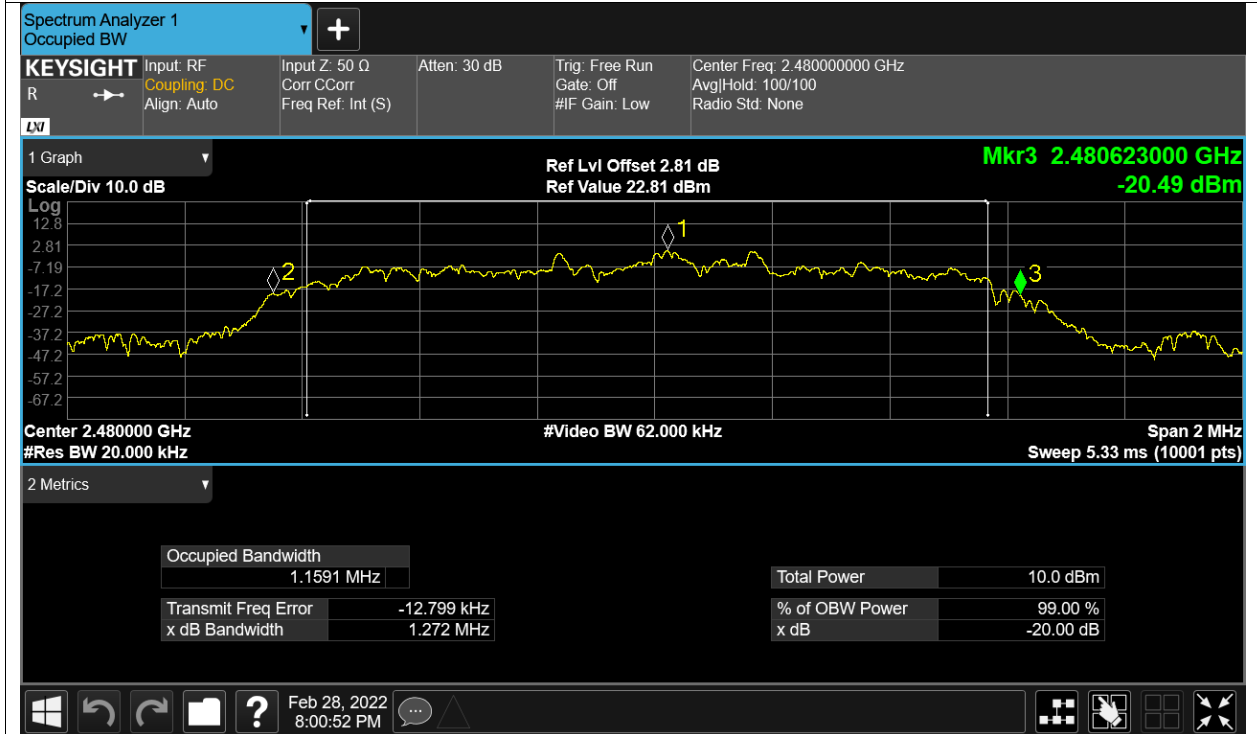 Spectrum Analyzer 1
Occupied BW
KEYSIGHT
R
LXI
Input: RF
Coupling: DC
Align: Auto
Input Z: 50 Ω
Corr CCorr
Freq Ref: Int (S)
Atten: 30 dB
Trig: Free Run
Gate: Off
#IF Gain: Low
Center Freq: 2.480000000 GHz
Avg|Hold: 100/100
Radio Std: None
1 Graph
Scale/Div 10.0 dB
Ref Lvl Offset 2.81 dB
Ref Value 22.81 dBm
Mkr3 2.480623000 GHz
-20.49 dBm
Log
12.8
2.81
-7.19
-17.2
-27.2
-37.2
-47.2
-57.2
-67.2
1
2
3
Center 2.480000 GHz
#Res BW 20.000 kHz
#Video BW 62.000 kHz
Span 2 MHz
Sweep 5.33 ms (10001 pts)
2 Metrics
Occupied Bandwidth
1.1591 MHz
Transmit Freq Error -12.799 kHz
x dB Bandwidth 1.272 MHz
Total Power 10.0 dBm
% of OBW Power 99.00 %
x dB -20.00 dB
?
Feb 28, 2022
8:00:52 PM